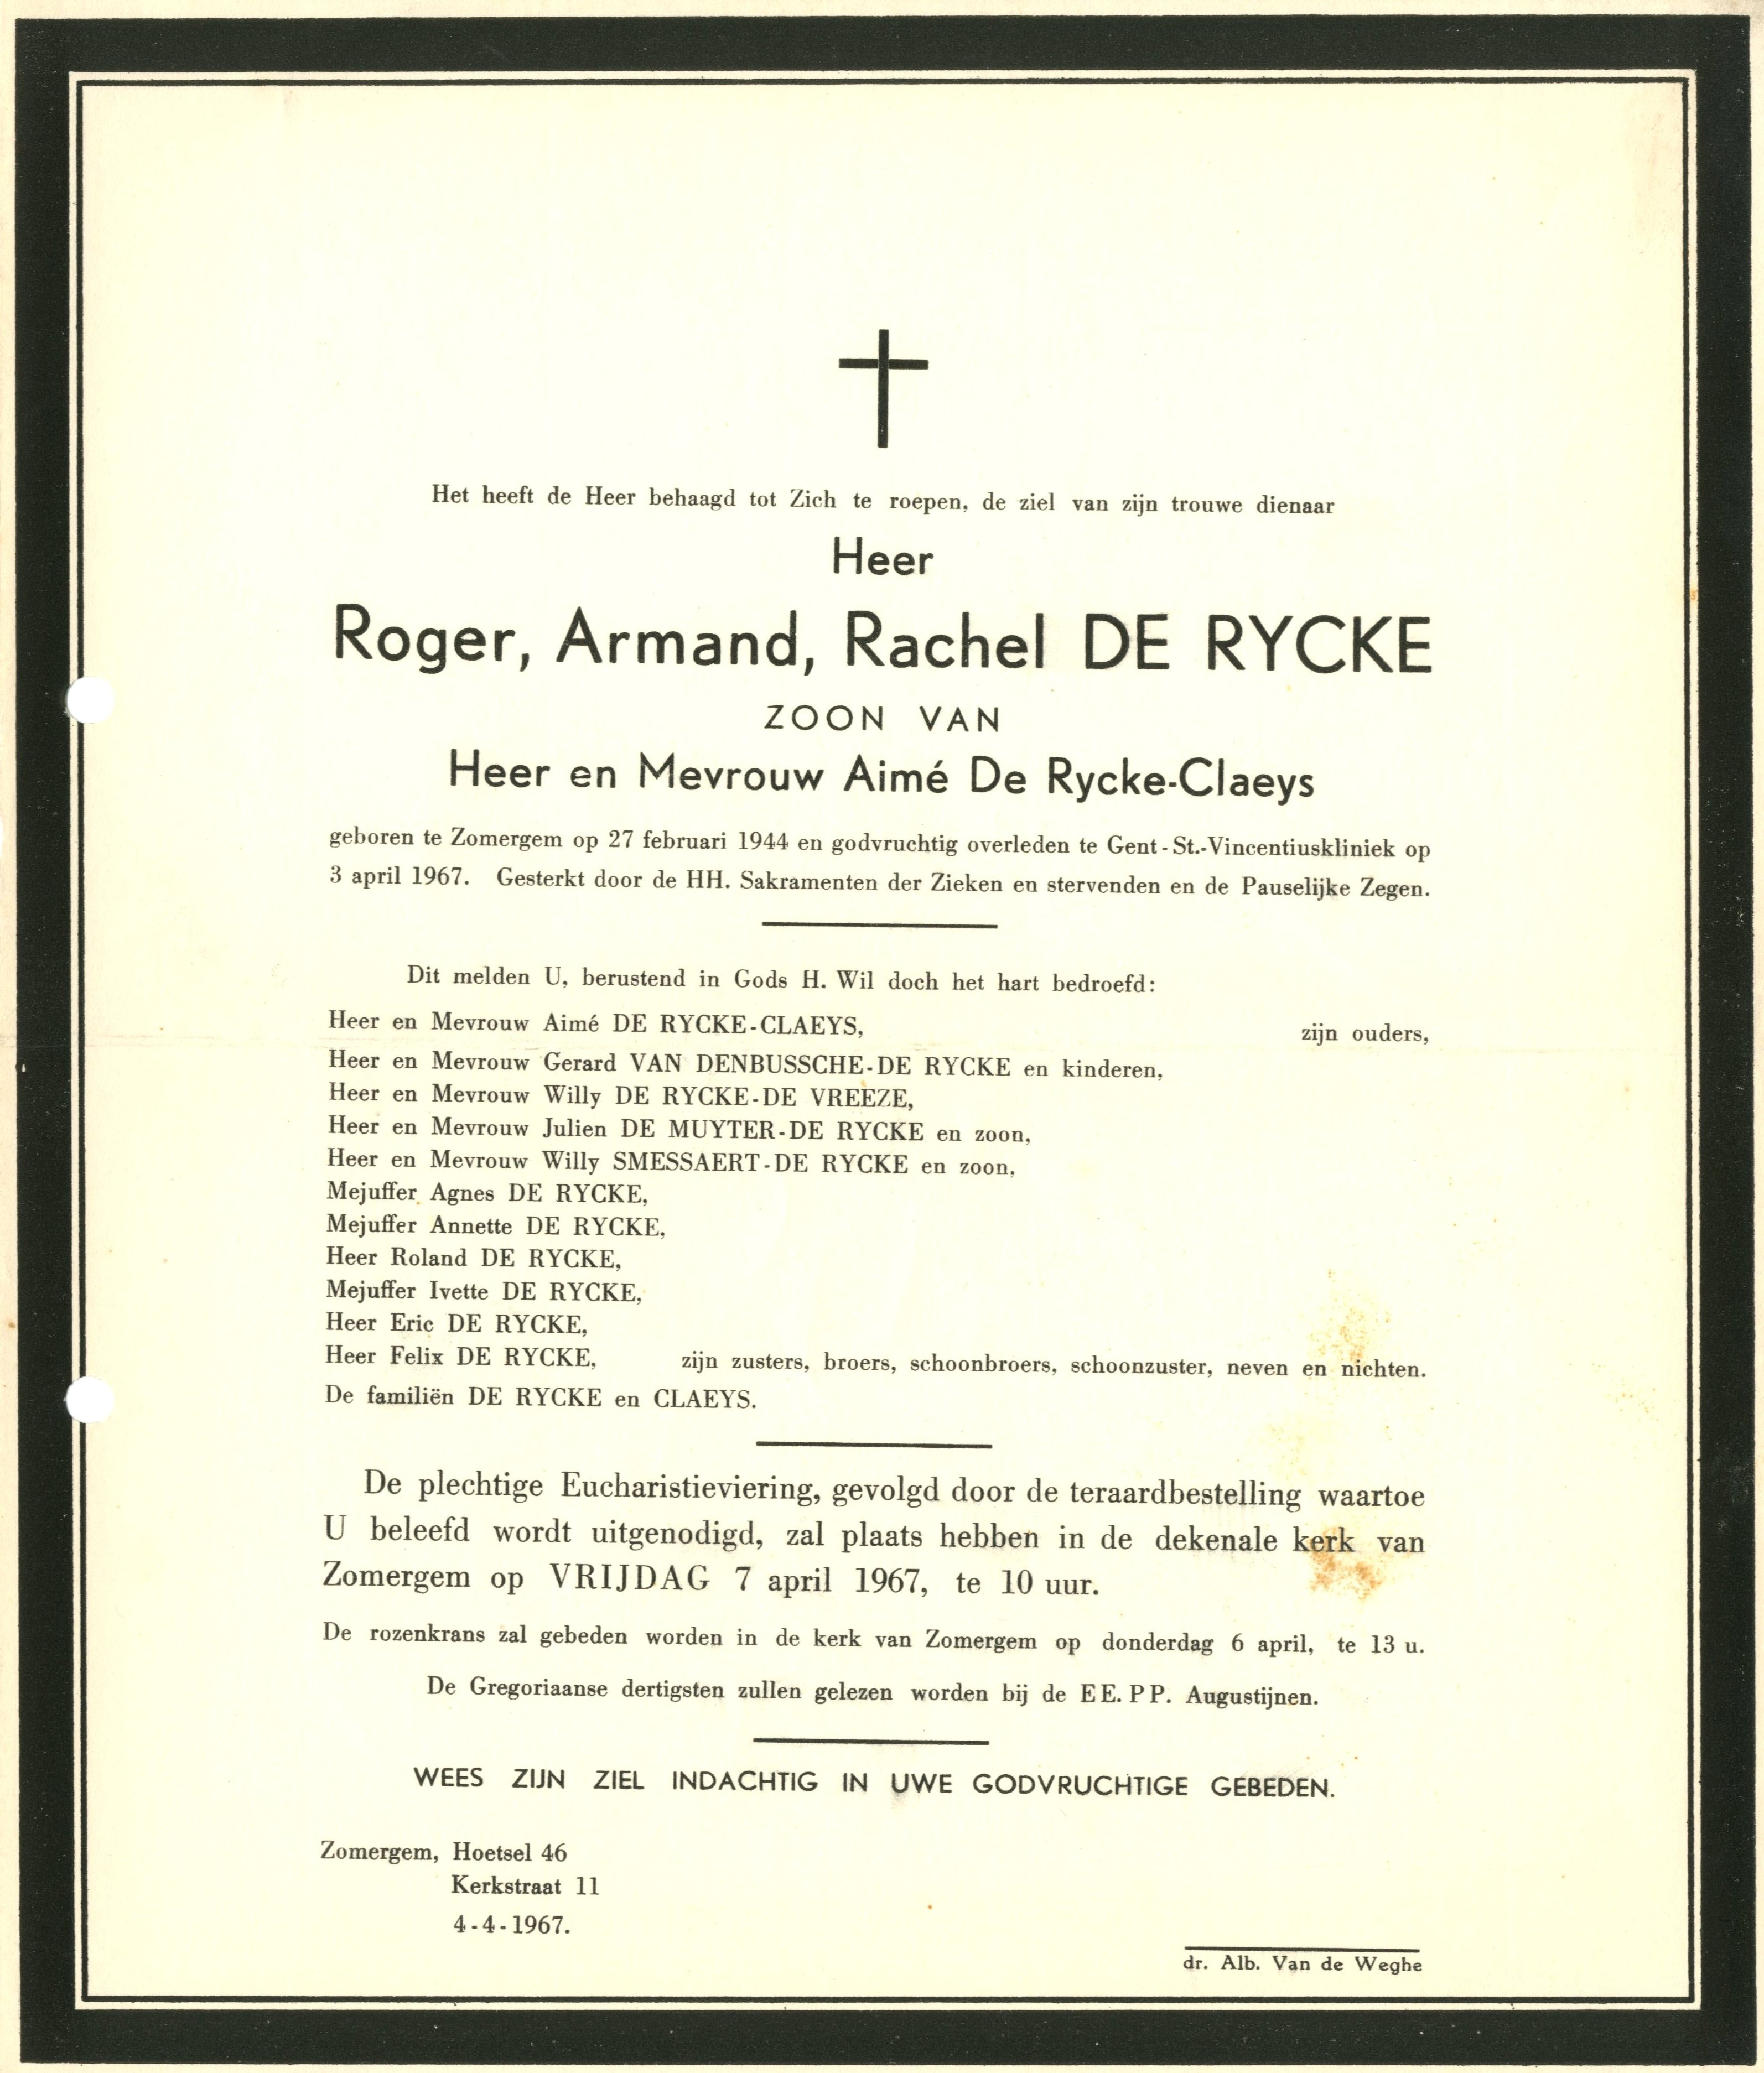 Het heeft de Heer behaagd tot Zich te roepen, de ziel van zijn trouwe dienaar
Heer
Roger, Armand, Rachel DE RYCKE
ZOON VAN
Heer en Mevrouw Aimé De Rycke-Claeys
geboren te Zomergem op 27 februari 1944 en godvruchtig overleden te Gent - St.-Vincentiuskliniek op
3 april 1967. Gesterkt door de HH. Sakramenten der Zieken en stervenden en de Pauselijke Zegen.
Dit melden U, berustend in Gods H. Wil doch het hart bedroefd:
Heer en Mevrouw Aimé DE RYCKE-CLAEYS, zijn ouders,
Heer en Mevrouw Gerard VAN DENBUSSCHE-DE RYCKE en kinderen,
Heer en Mevrouw Willy DE RYCKE-DE VREEZE,
Heer en Mevrouw Julien DE MUYTER-DE RYCKE en zoon,
Heer en Mevrouw Willy SMESSAERT-DE RYCKE en zoon,
Mejuffer Agnes DE RYCKE,
Mejuffer Annette DE RYCKE,
Heer Roland DE RYCKE,
Mejuffer Ivette DE RYCKE,
Heer Eric DE RYCKE,
Heer Felix DE RYCKE, zijn zusters, broers, schoonbroers, schoonzuster, neven en nichten.
De familiën DE RYCKE en CLAEYS.
De plechtige Eucharistieviering, gevolgd door de teraardbestelling waartoe
U beleefd wordt uitgenodigd, zal plaats hebben in de dekenale kerk van
Zomergem op VRIJDAG 7 april 1967, te 10 uur.
De rozenkrans zal gebeden worden in de kerk van Zomergem op donderdag 6 april, te 13 u.
De Gregoriaanse dertigsten zullen gelezen worden bij de EE. PP. Augustijnen.
WEES ZIJN ZIEL INDACHTIG IN UWE GODVRUCHTIGE GEBEDEN.
Zomergem, Hoetsel 46
Kerkstraat 11
4-4-1967.
dr. Alb. Van de Weghe